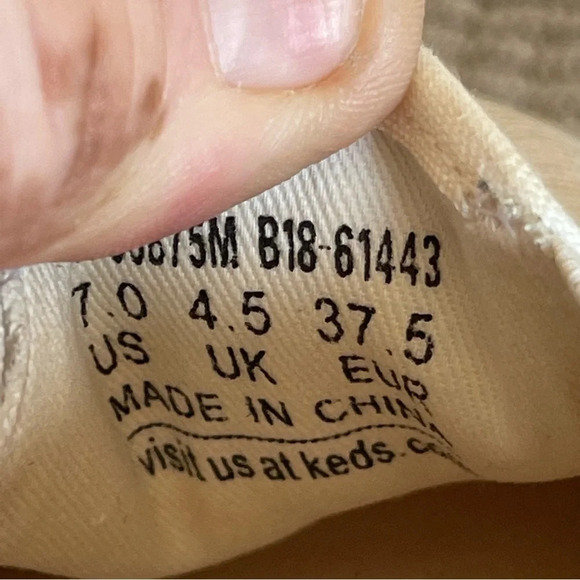 B18-61443
7.0 4.5 37.5
US UK EUR
MADE IN CHINA
visit us at keds.